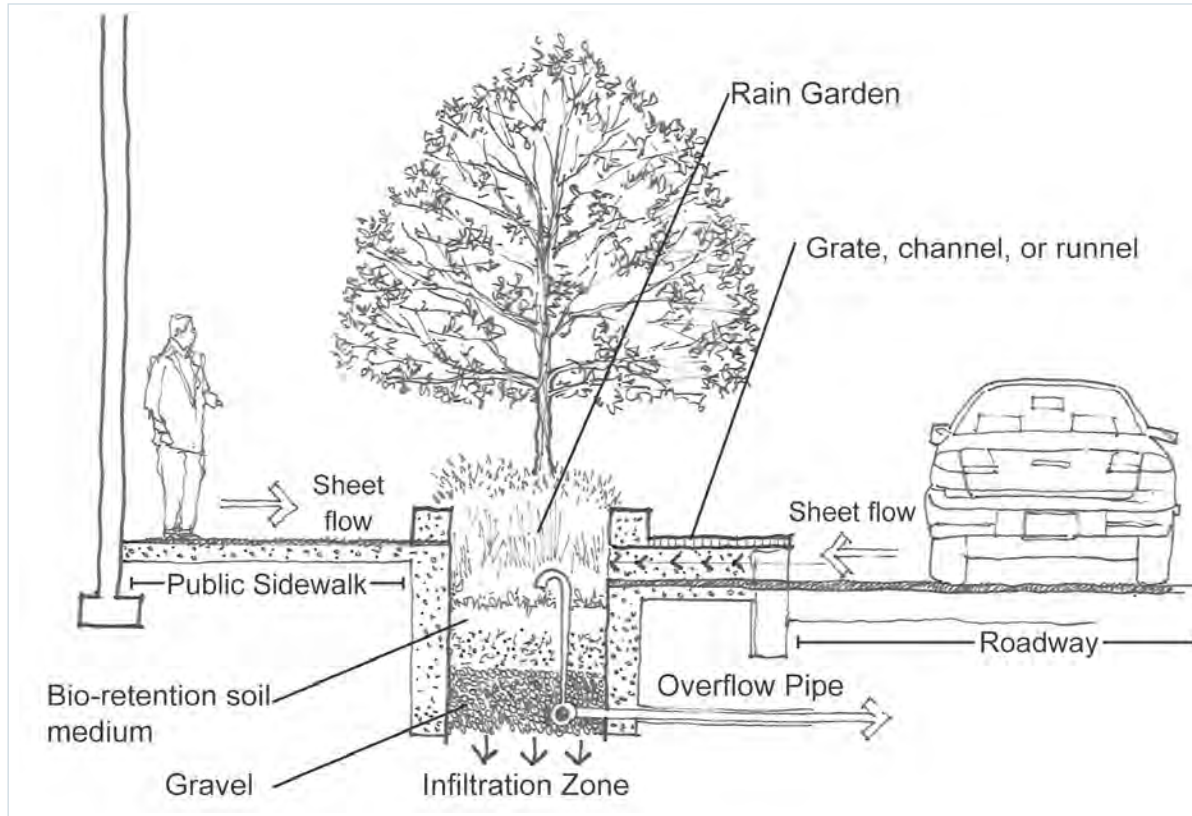 Rain Garden
Grate, channel, or runnel
Sheet
flow
Sheet flow
Public Sidewalk
Roadway
Bio-retention soil
medium
Overflow Pipe
Gravel
Infiltration Zone